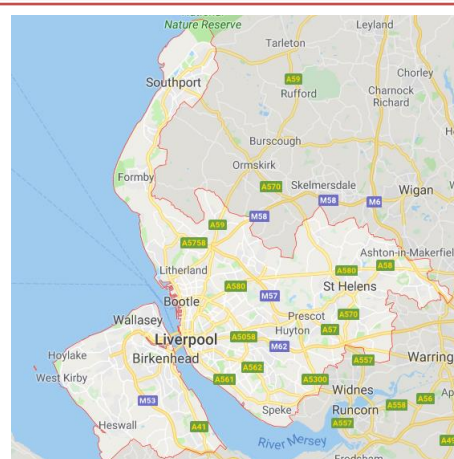 Nature Reserve
Leyland
Tarleton
A59
Chorley
Southport
Rufford
Charnock
Richard
Burscough
Ormskirk
Formby
A570
Skelmersdale
Wigan
M58
M58
M6
A59
A5758
Ashton-in-Makerfield
Litherland
A580
A58
A580
St Helens
M57
Bootle
Wallasey
Prescot
A570
Huyton
A57
Liverpool
A5058
Hoylake
Birkenhead
M62
A557
Warring
West Kirby
A562
A561
A5300
Widnes
M53
Heswall
Speke
Runcorn
A558
A56
A41
A557
River Mersey
A49
Frodsham